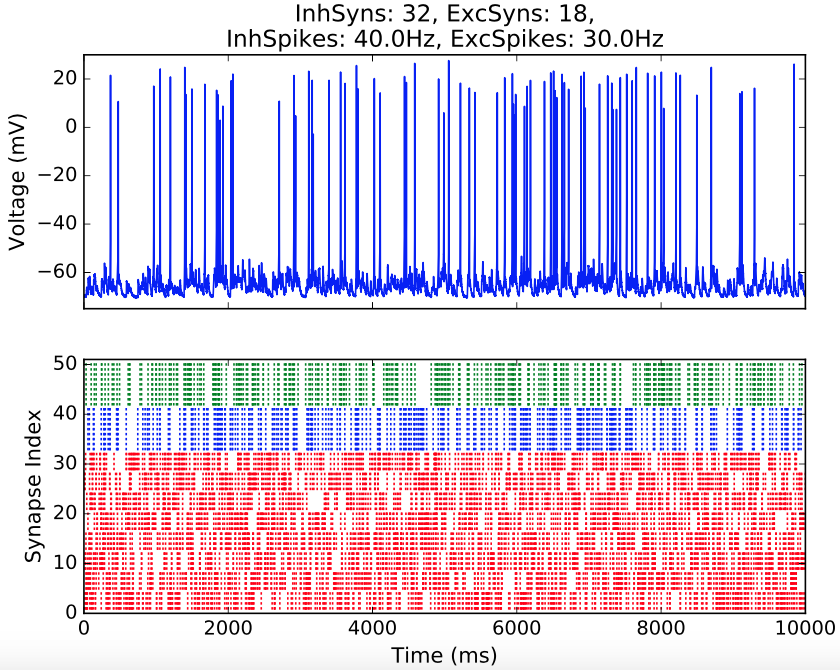 InhSyns: 32, ExcSyns: 18,
InhSpikes: 40.0Hz, ExcSpikes: 30.0Hz
20
0
−20
−40
−60
Voltage (mV)
50
40
30
20
10
0
Synapse Index
0 2000 4000 6000 8000 10000
Time (ms)